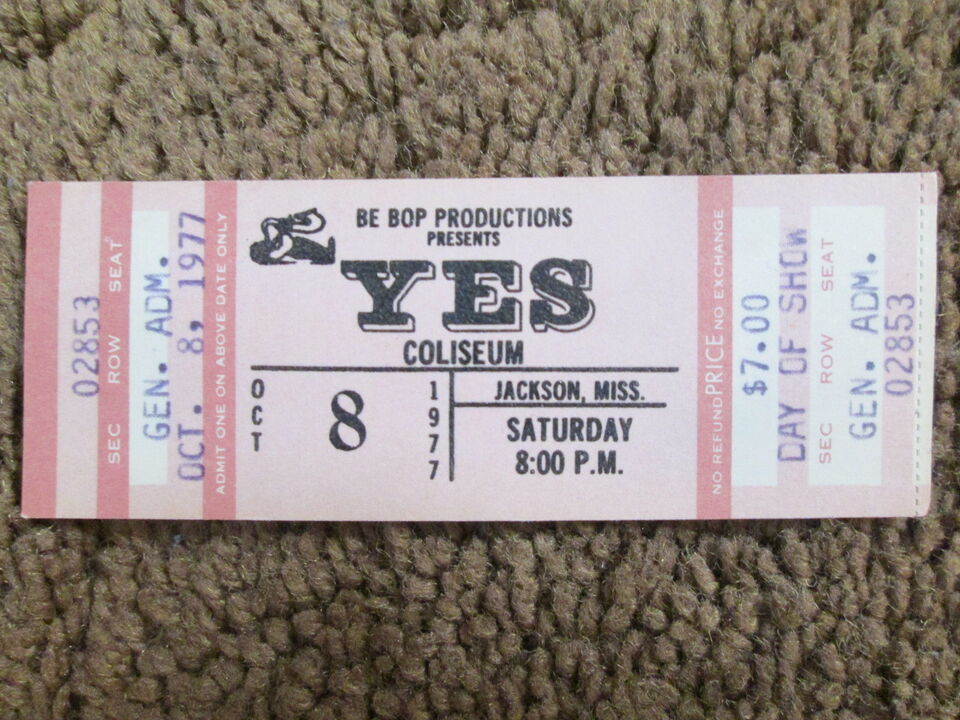 02853
SEC ROW SEAT
GEN. ADM.
OCT. 8, 1977
ADMIT ONE ON ABOVE DATE ONLY
BE BOP PRODUCTIONS
PRESENTS
YES
COLISEUM
OCT 8 1977
JACKSON, MISS.
SATURDAY
8:00 P.M.
NO REFUND PRICE NO EXCHANGE
$7.00
DAY OF SHOW
SEC ROW SEAT
GEN. ADM.
02853